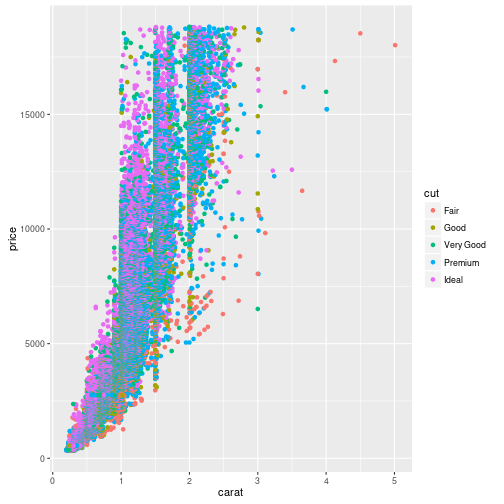 15000
10000
5000
0
price
0
1
2
3
4
5
carat
cut
Fair
Good
Very Good
Premium
Ideal